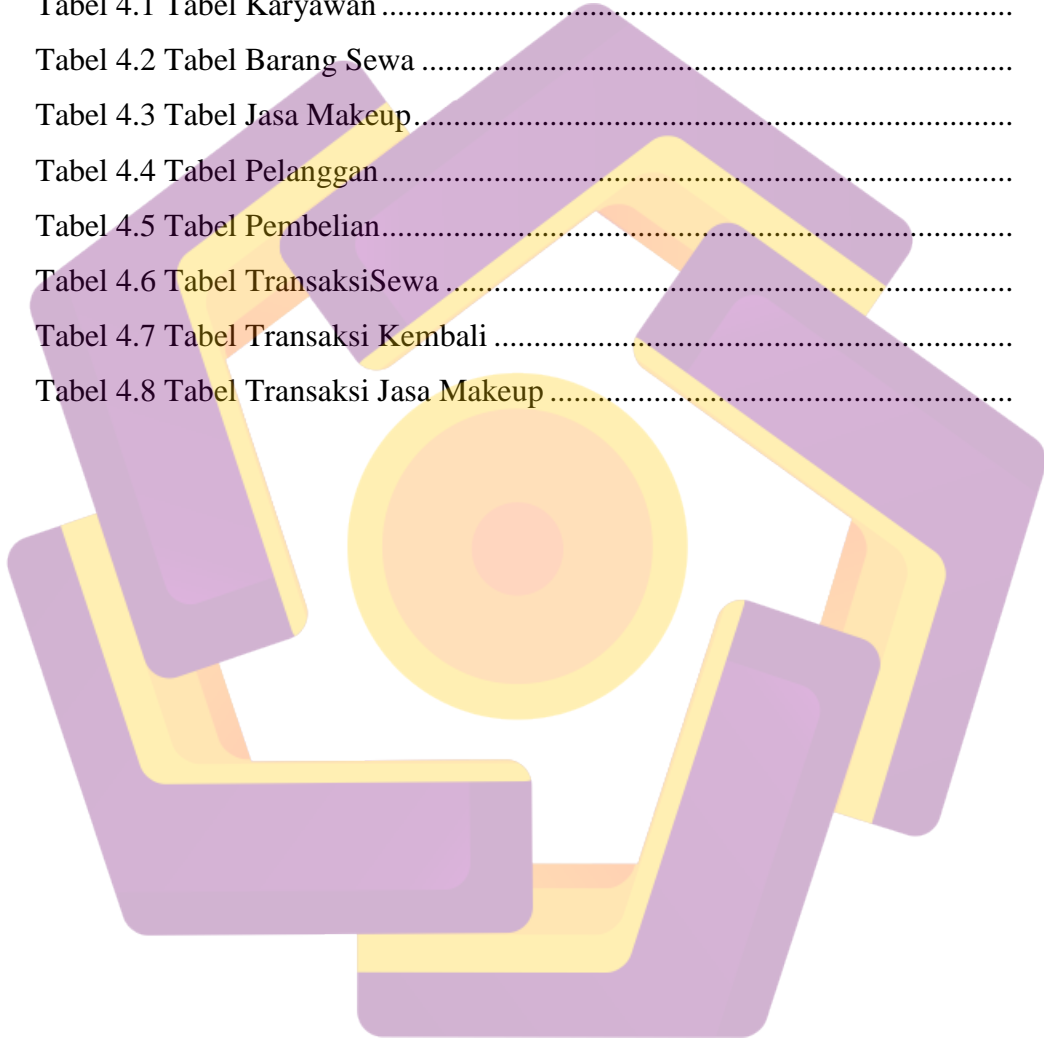 Tabel 4.1 Tabel Karyawan ................................................................................
Tabel 4.2 Tabel Barang Sewa ...........................................................................
Tabel 4.3 Tabel Jasa Makeup............................................................................
Tabel 4.4 Tabel Pelanggan................................................................................
Tabel 4.5 Tabel Pembelian................................................................................
Tabel 4.6 Tabel TransaksiSewa ........................................................................
Tabel 4.7 Tabel Transaksi Kembali ..................................................................
Tabel 4.8 Tabel Transaksi Jasa Makeup ...........................................................